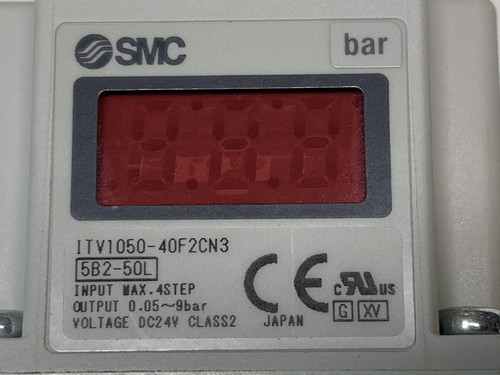 SMC
bar
ITV1050-40F2CN3
5B2-50L
INPUT MAX.4STEP
OUTPUT 0.05~9bar
VOLTAGE DC24V CLASS2
JAPAN
CE
c RU us
G XV